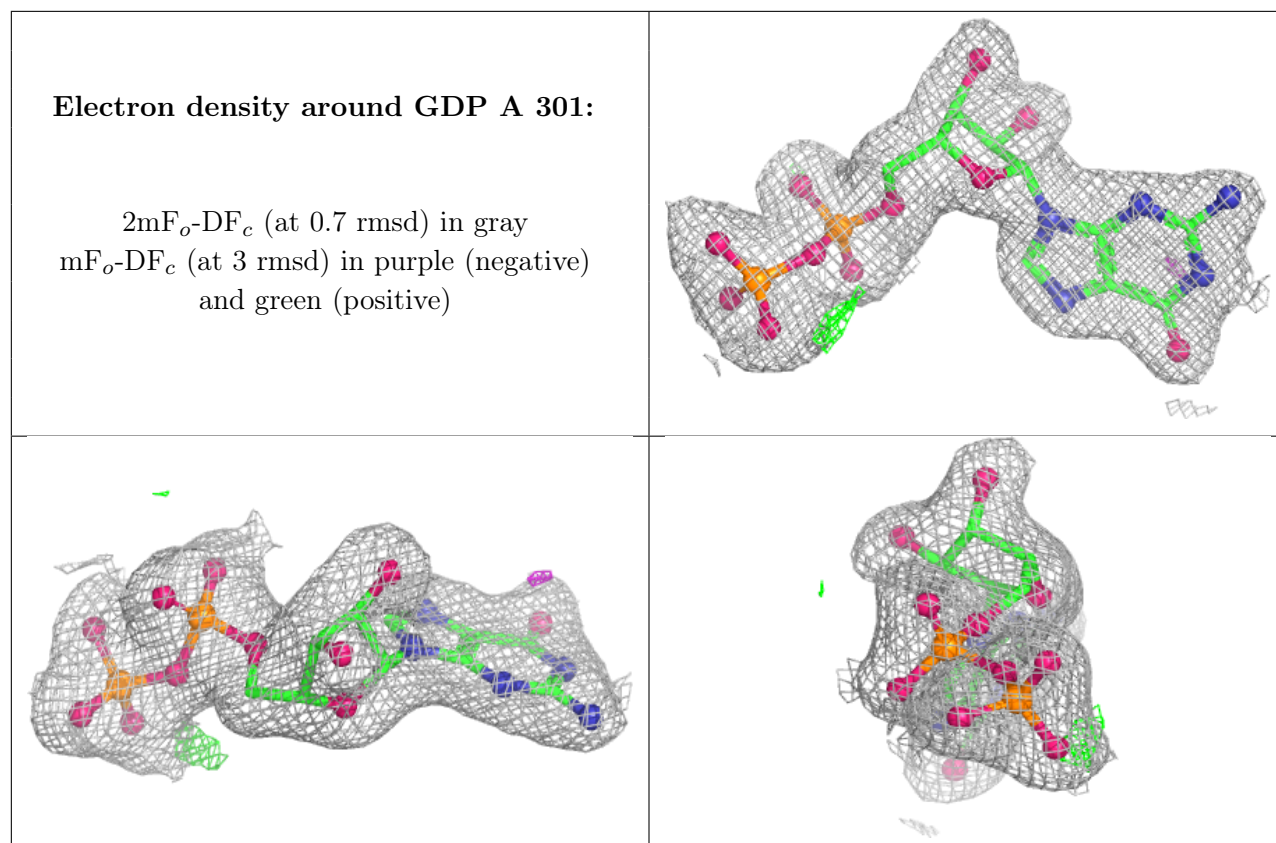 Electron density around GDP A 301:
2mFo-DFc (at 0.7 rmsd) in gray
mFo-DFc (at 3 rmsd) in purple (negative)
and green (positive)